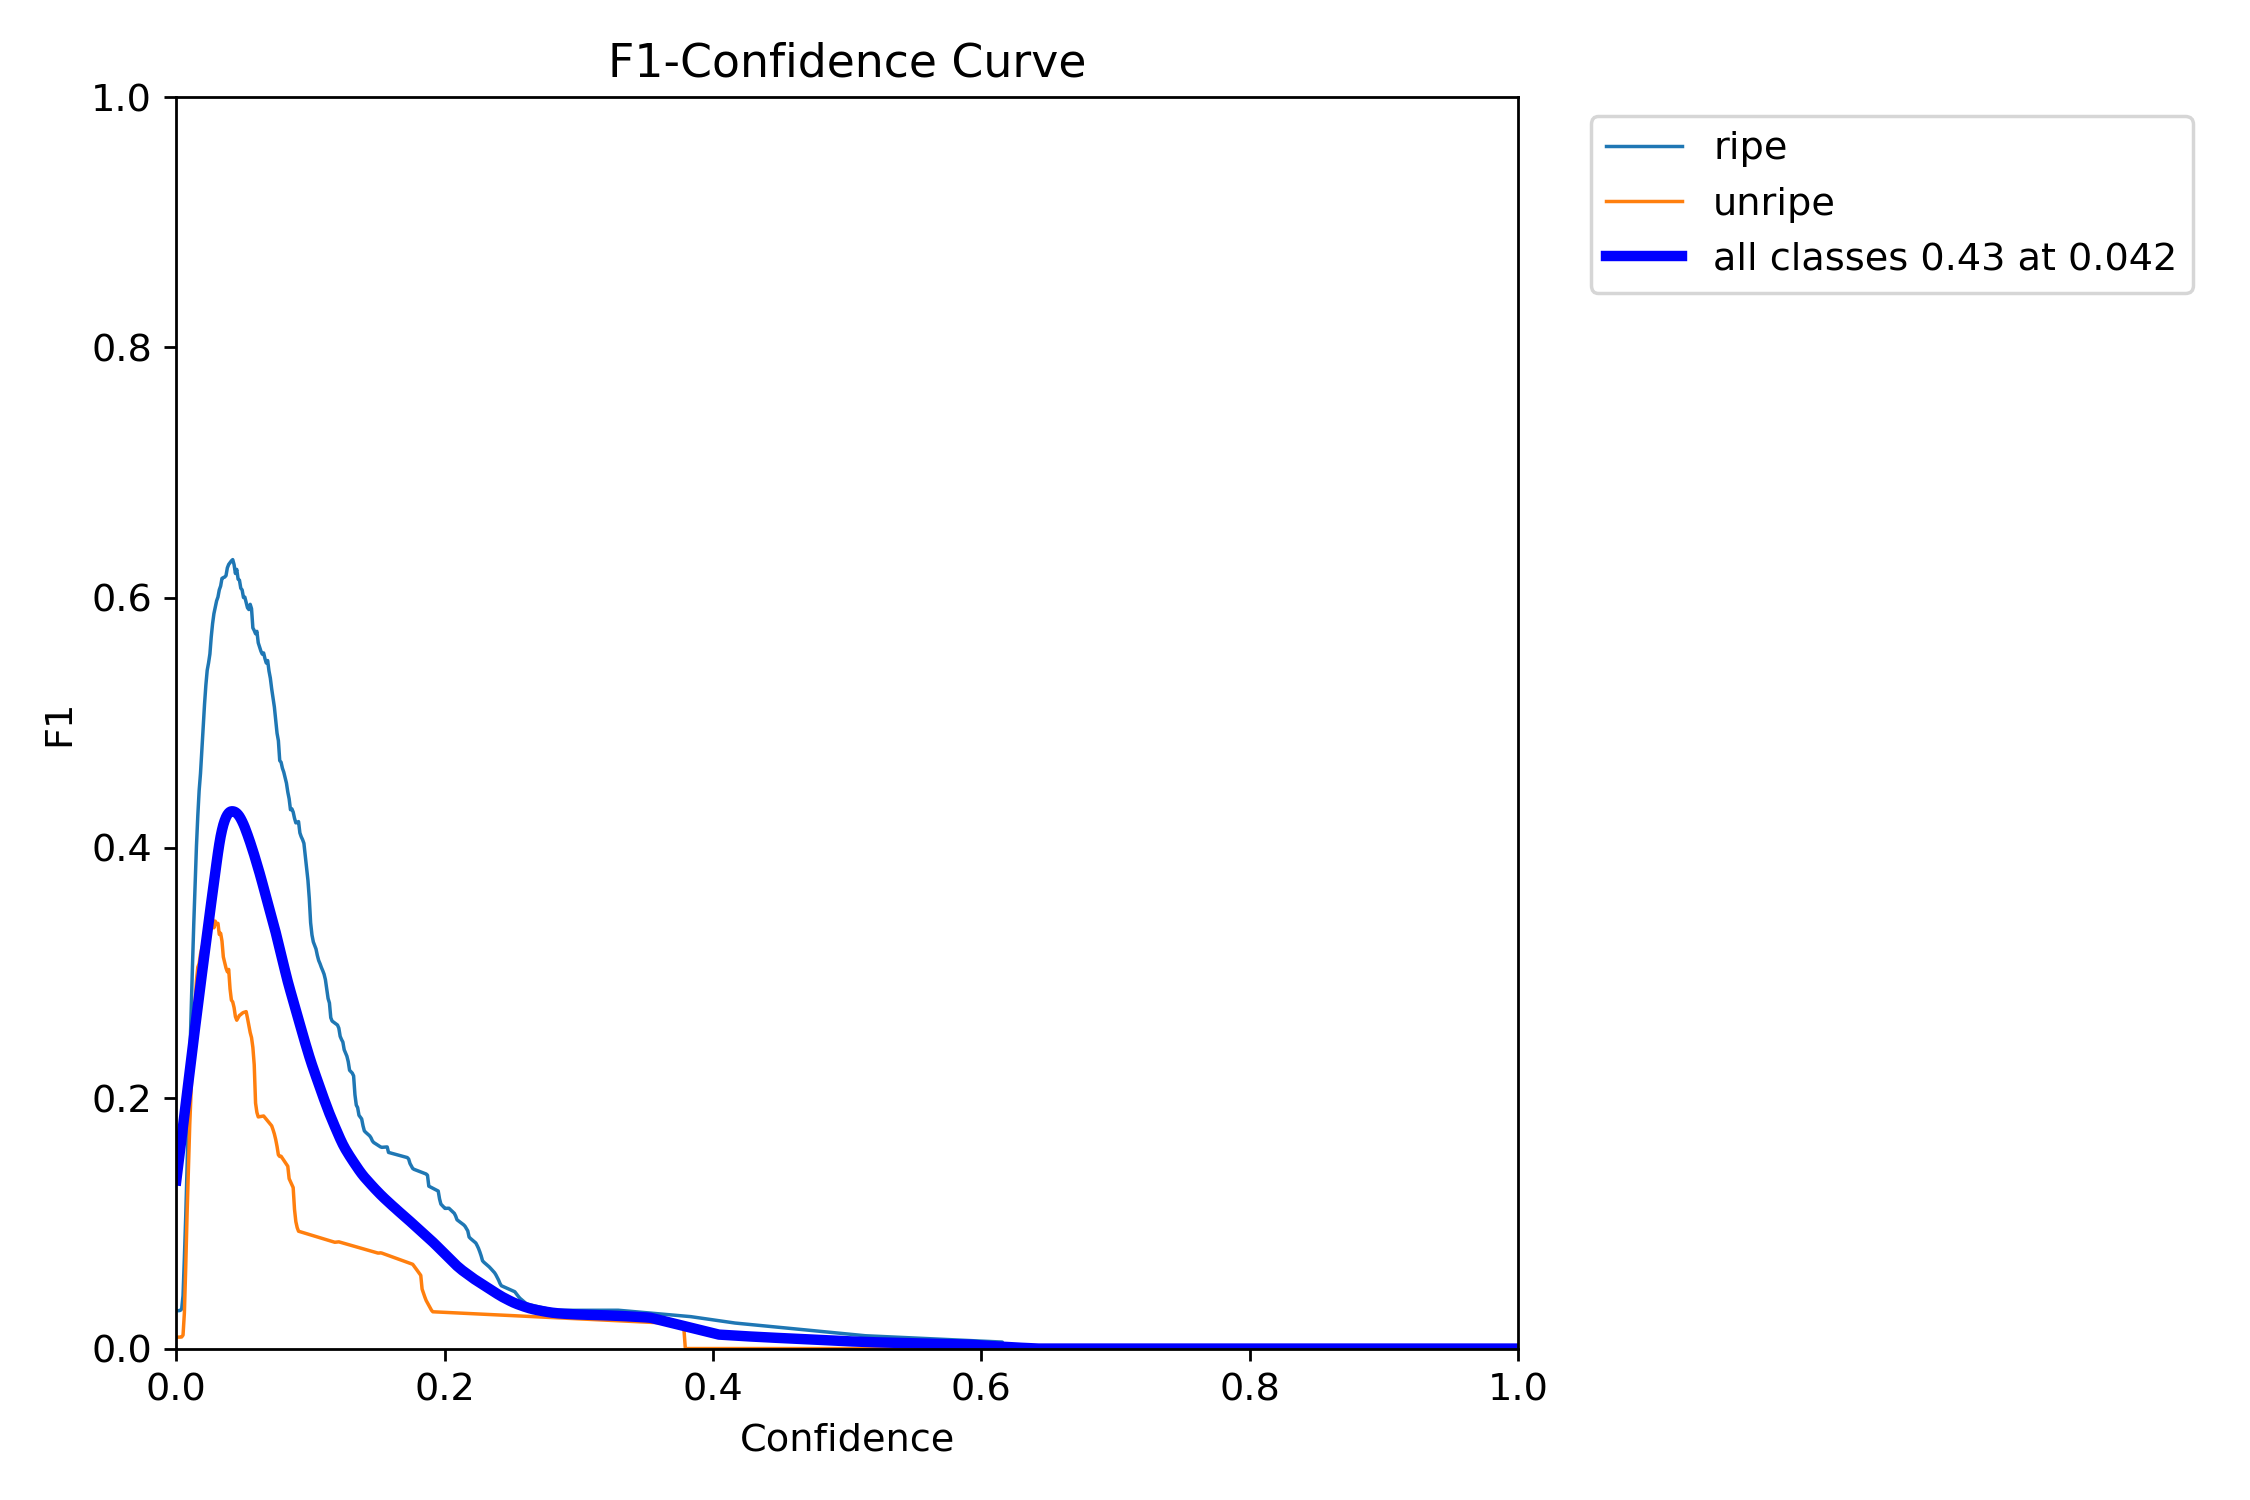 F1-Confidence Curve
1.0
0.8
0.6
0.4
0.2
0.0
F1
0.0 0.2 0.4 0.6 0.8 1.0
Confidence
ripe
unripe
all classes 0.43 at 0.042